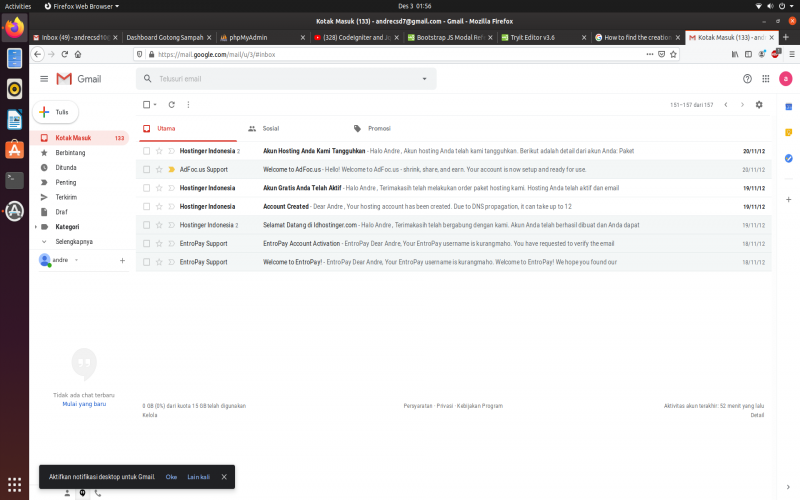 Activities Firefox Web Browser Des 3 01:56
Kotak Masuk (133) - andrecsd7@gmail.com - Gmail - Mozilla Firefox
Inbox (49) - andrecsd10 Dashboard Gotong Sampah phpMyAdmin (328) CodeIgniter and Ju Bootstrap JS Modal Ref Tryit Editor v3.6 How to find the creation Kotak Masuk (133) - andre
https://mail.google.com/mail/u/3/#inbox
Gmail
Telusuri email
a
Tulis
151–157 dari 157
Utama Sosial Promosi
Kotak Masuk 133
Berbintang
Ditunda
Penting
Terkirim
Draf
Kategori
Selengkapnya
andre
Hostinger Indonesia 2 Akun Hosting Anda Kami Tangguhkan - Halo Andre , Akun hosting Anda telah kami tangguhkan. Berikut adalah detail dari akun Anda: Paket 20/11/12
AdFoc.us Support Welcome to AdFoc.us - Hello! Welcome to AdFoc.us - shrink, share, and earn. Your account is now setup and ready for use. 20/11/12
Hostinger Indonesia Akun Gratis Anda Telah Aktif - Halo Andre , Terimakasih telah melakukan order paket hosting kami. Hosting Anda telah aktif dan email 19/11/12
Hostinger Indonesia Account Created - Dear Andre , Your hosting account has been created. Due to DNS propagation, it can take up to 12 19/11/12
Hostinger Indonesia 2 Selamat Datang di Idhostinger.com - Halo Andre , Terimakasih telah bergabung dengan kami. Akun Anda telah berhasil dibuat dan Anda dapat 19/11/12
EntroPay Support EntroPay Account Activation - EntroPay Dear Andre, Your EntroPay username is kurangmaho. You have requested to verify the email 18/11/12
EntroPay Support Welcome to EntroPay! - EntroPay Dear Andre, Your EntroPay username is kurangmaho. Welcome to EntroPay! We hope you found our 18/11/12
Tidak ada chat terbaru
Mulai yang baru
0 GB (0%) dari kuota 15 GB telah digunakan
Kelola
Persyaratan · Privasi · Kebijakan Program
Aktivitas akun terakhir: 52 menit yang lalu
Detail
Aktifkan notifikasi desktop untuk Gmail. Oke Lain kali